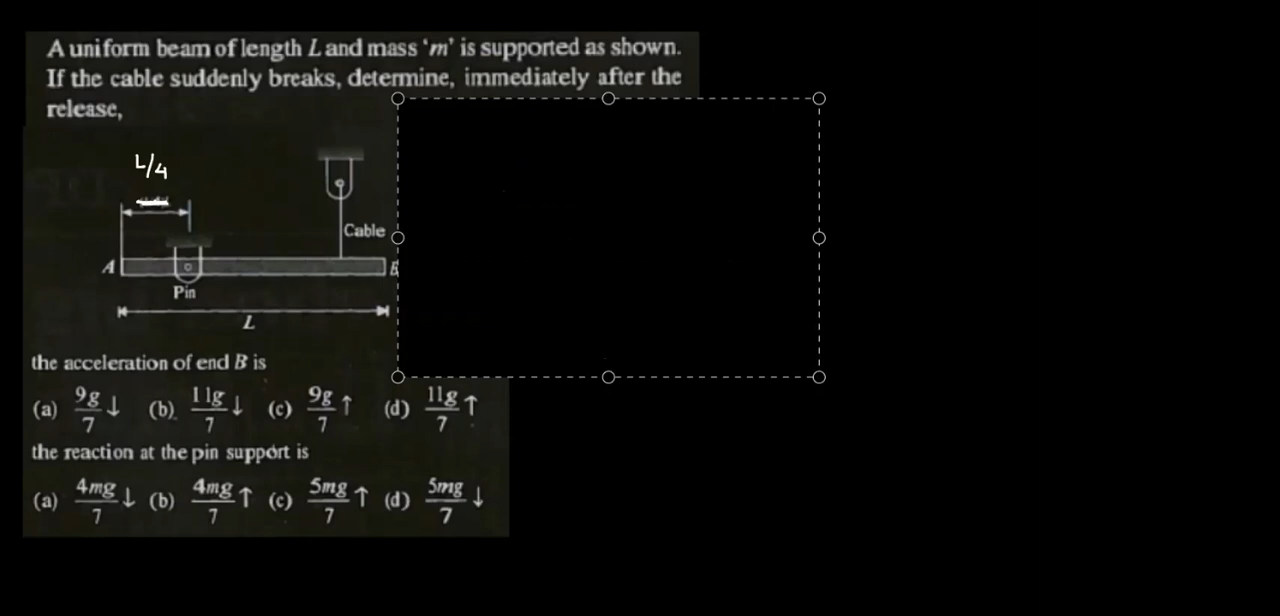 A uniform beam of length L and mass 'm' is supported as shown.
If the cable suddenly breaks, determine, immediately after the
release,
L/4
Cable
A
B
Pin
L
the acceleration of end B is
(a) 9g/7 ↓ (b) 11g/7 ↓ (c) 9g/7 ↑ (d) 11g/7 ↑
the reaction at the pin support is
(a) 4mg/7 ↓ (b) 4mg/7 ↑ (c) 5mg/7 ↑ (d) 5mg/7 ↓